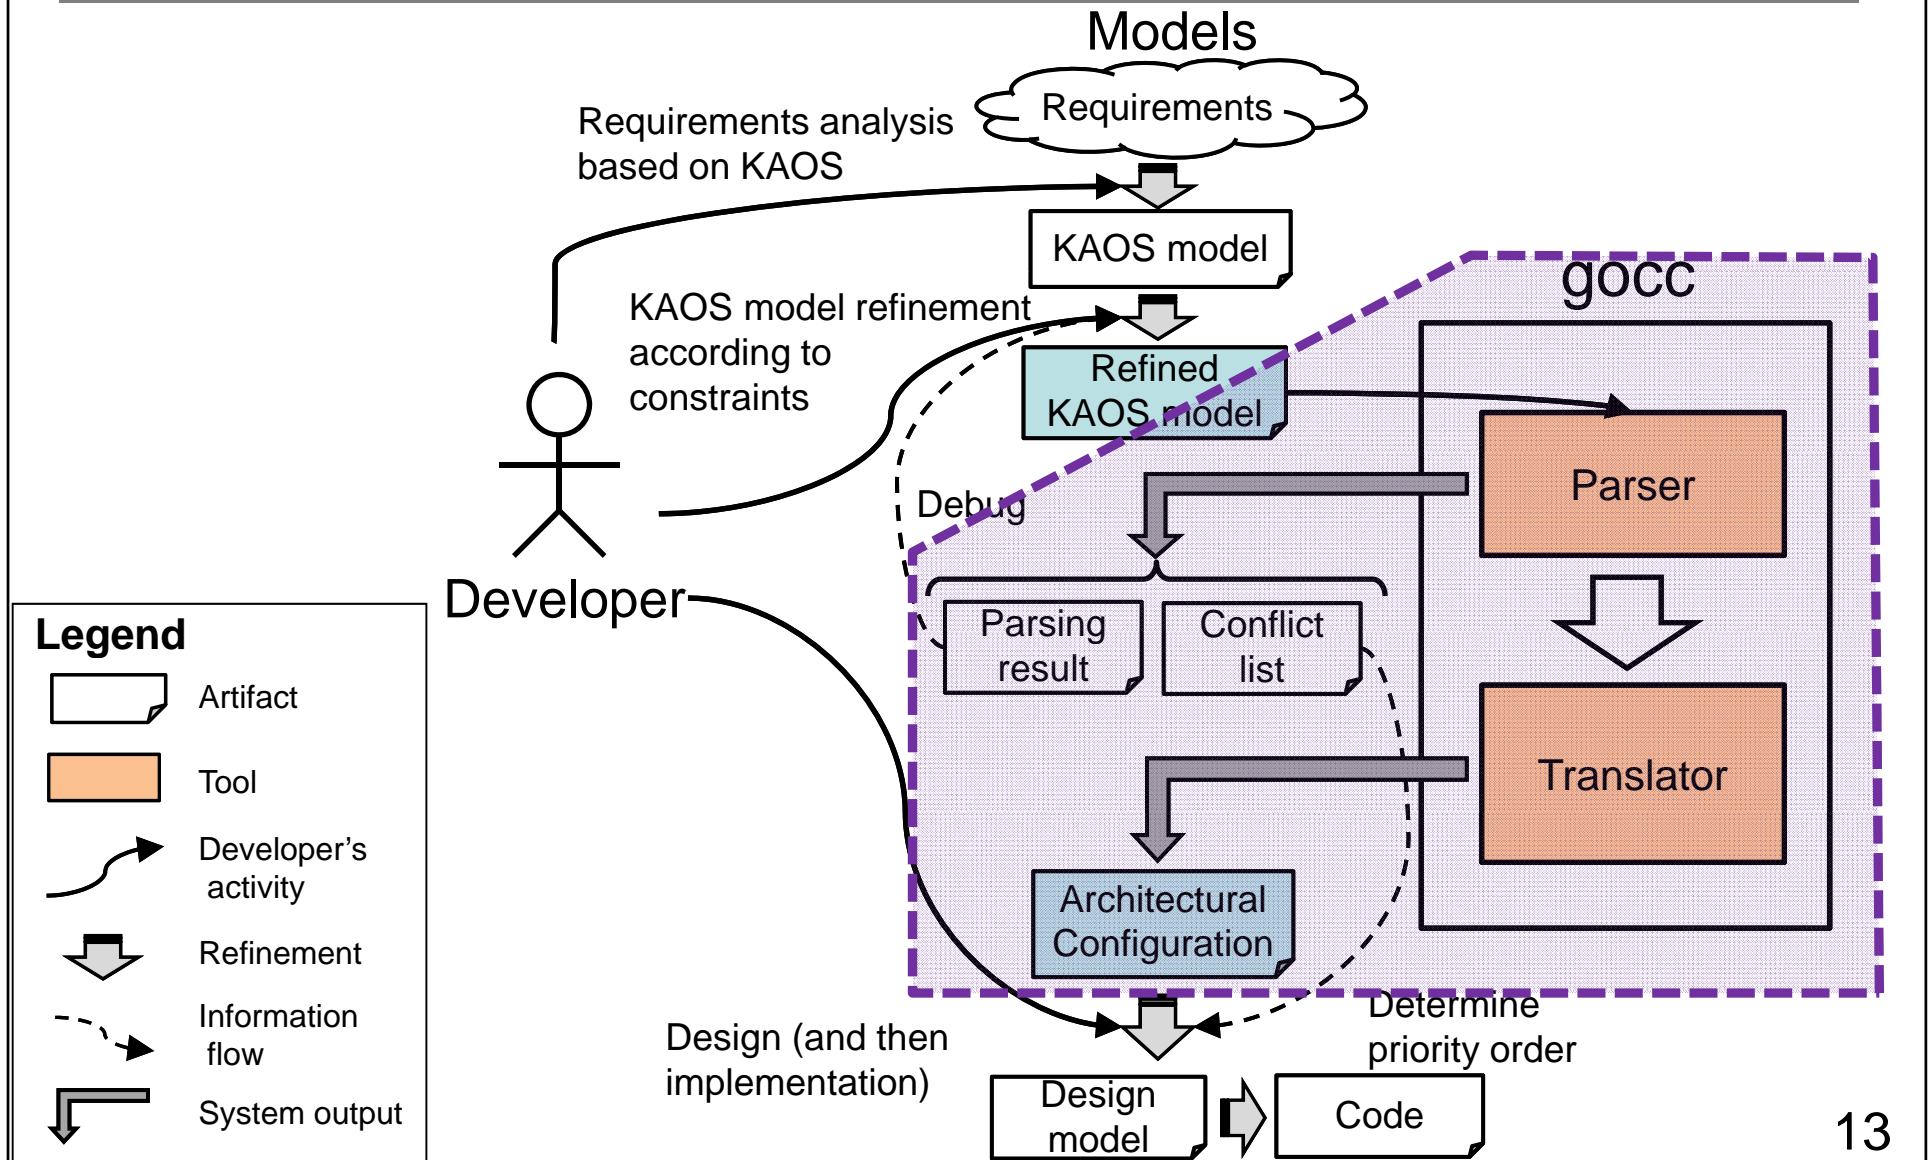 Models
Requirements
Requirements analysis
based on KAOS
KAOS model
gocc
KAOS model refinement
according to
constraints
Refined
KAOS model
Parser
Debug
Developer
Parsing
result
Conflict
list
Translator
Architectural
Configuration
Determine
priority order
Design (and then
implementation)
Design
model
Code
Legend
Artifact
Tool
Developer's
activity
Refinement
Information
flow
System output
13